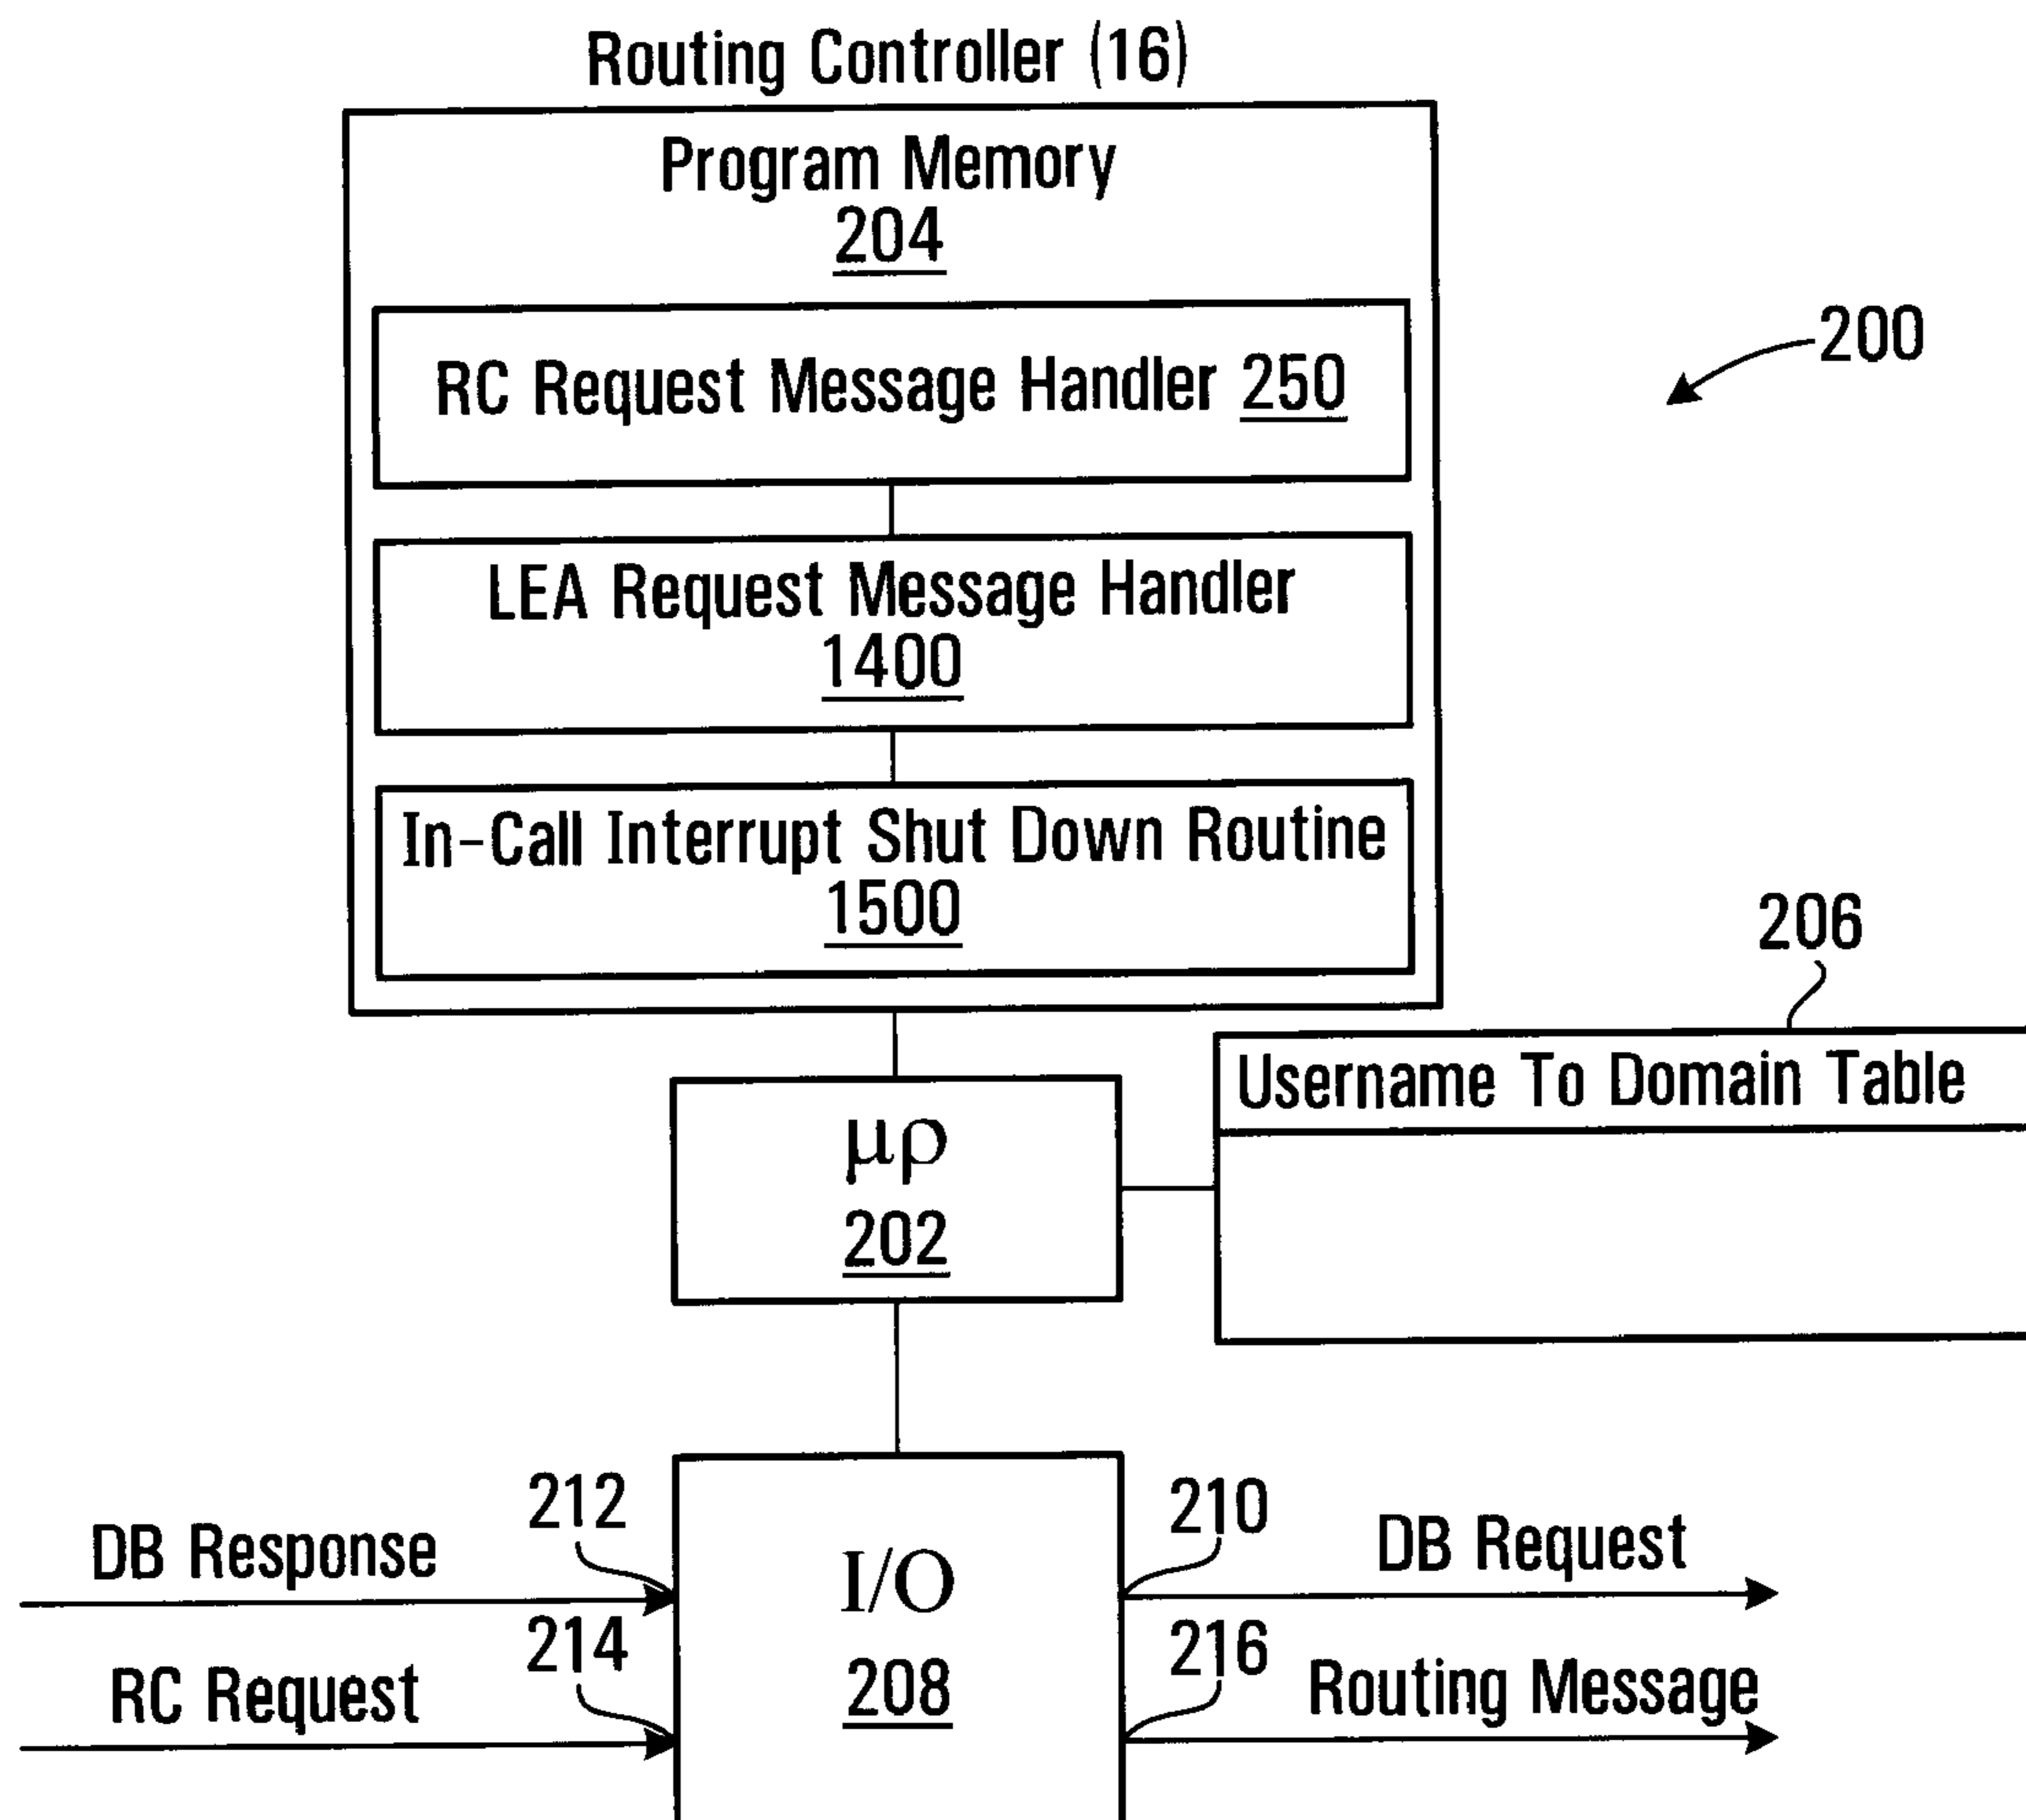 Routing Controller (16)
Program Memory
204
RC Request Message Handler 250
200
LEA Request Message Handler
1400
In-Call Interrupt Shut Down Routine
1500
206
Username To Domain Table
μρ
202
212
210
DB Response
DB Request
I/O
214
216
RC Request
208
Routing Message